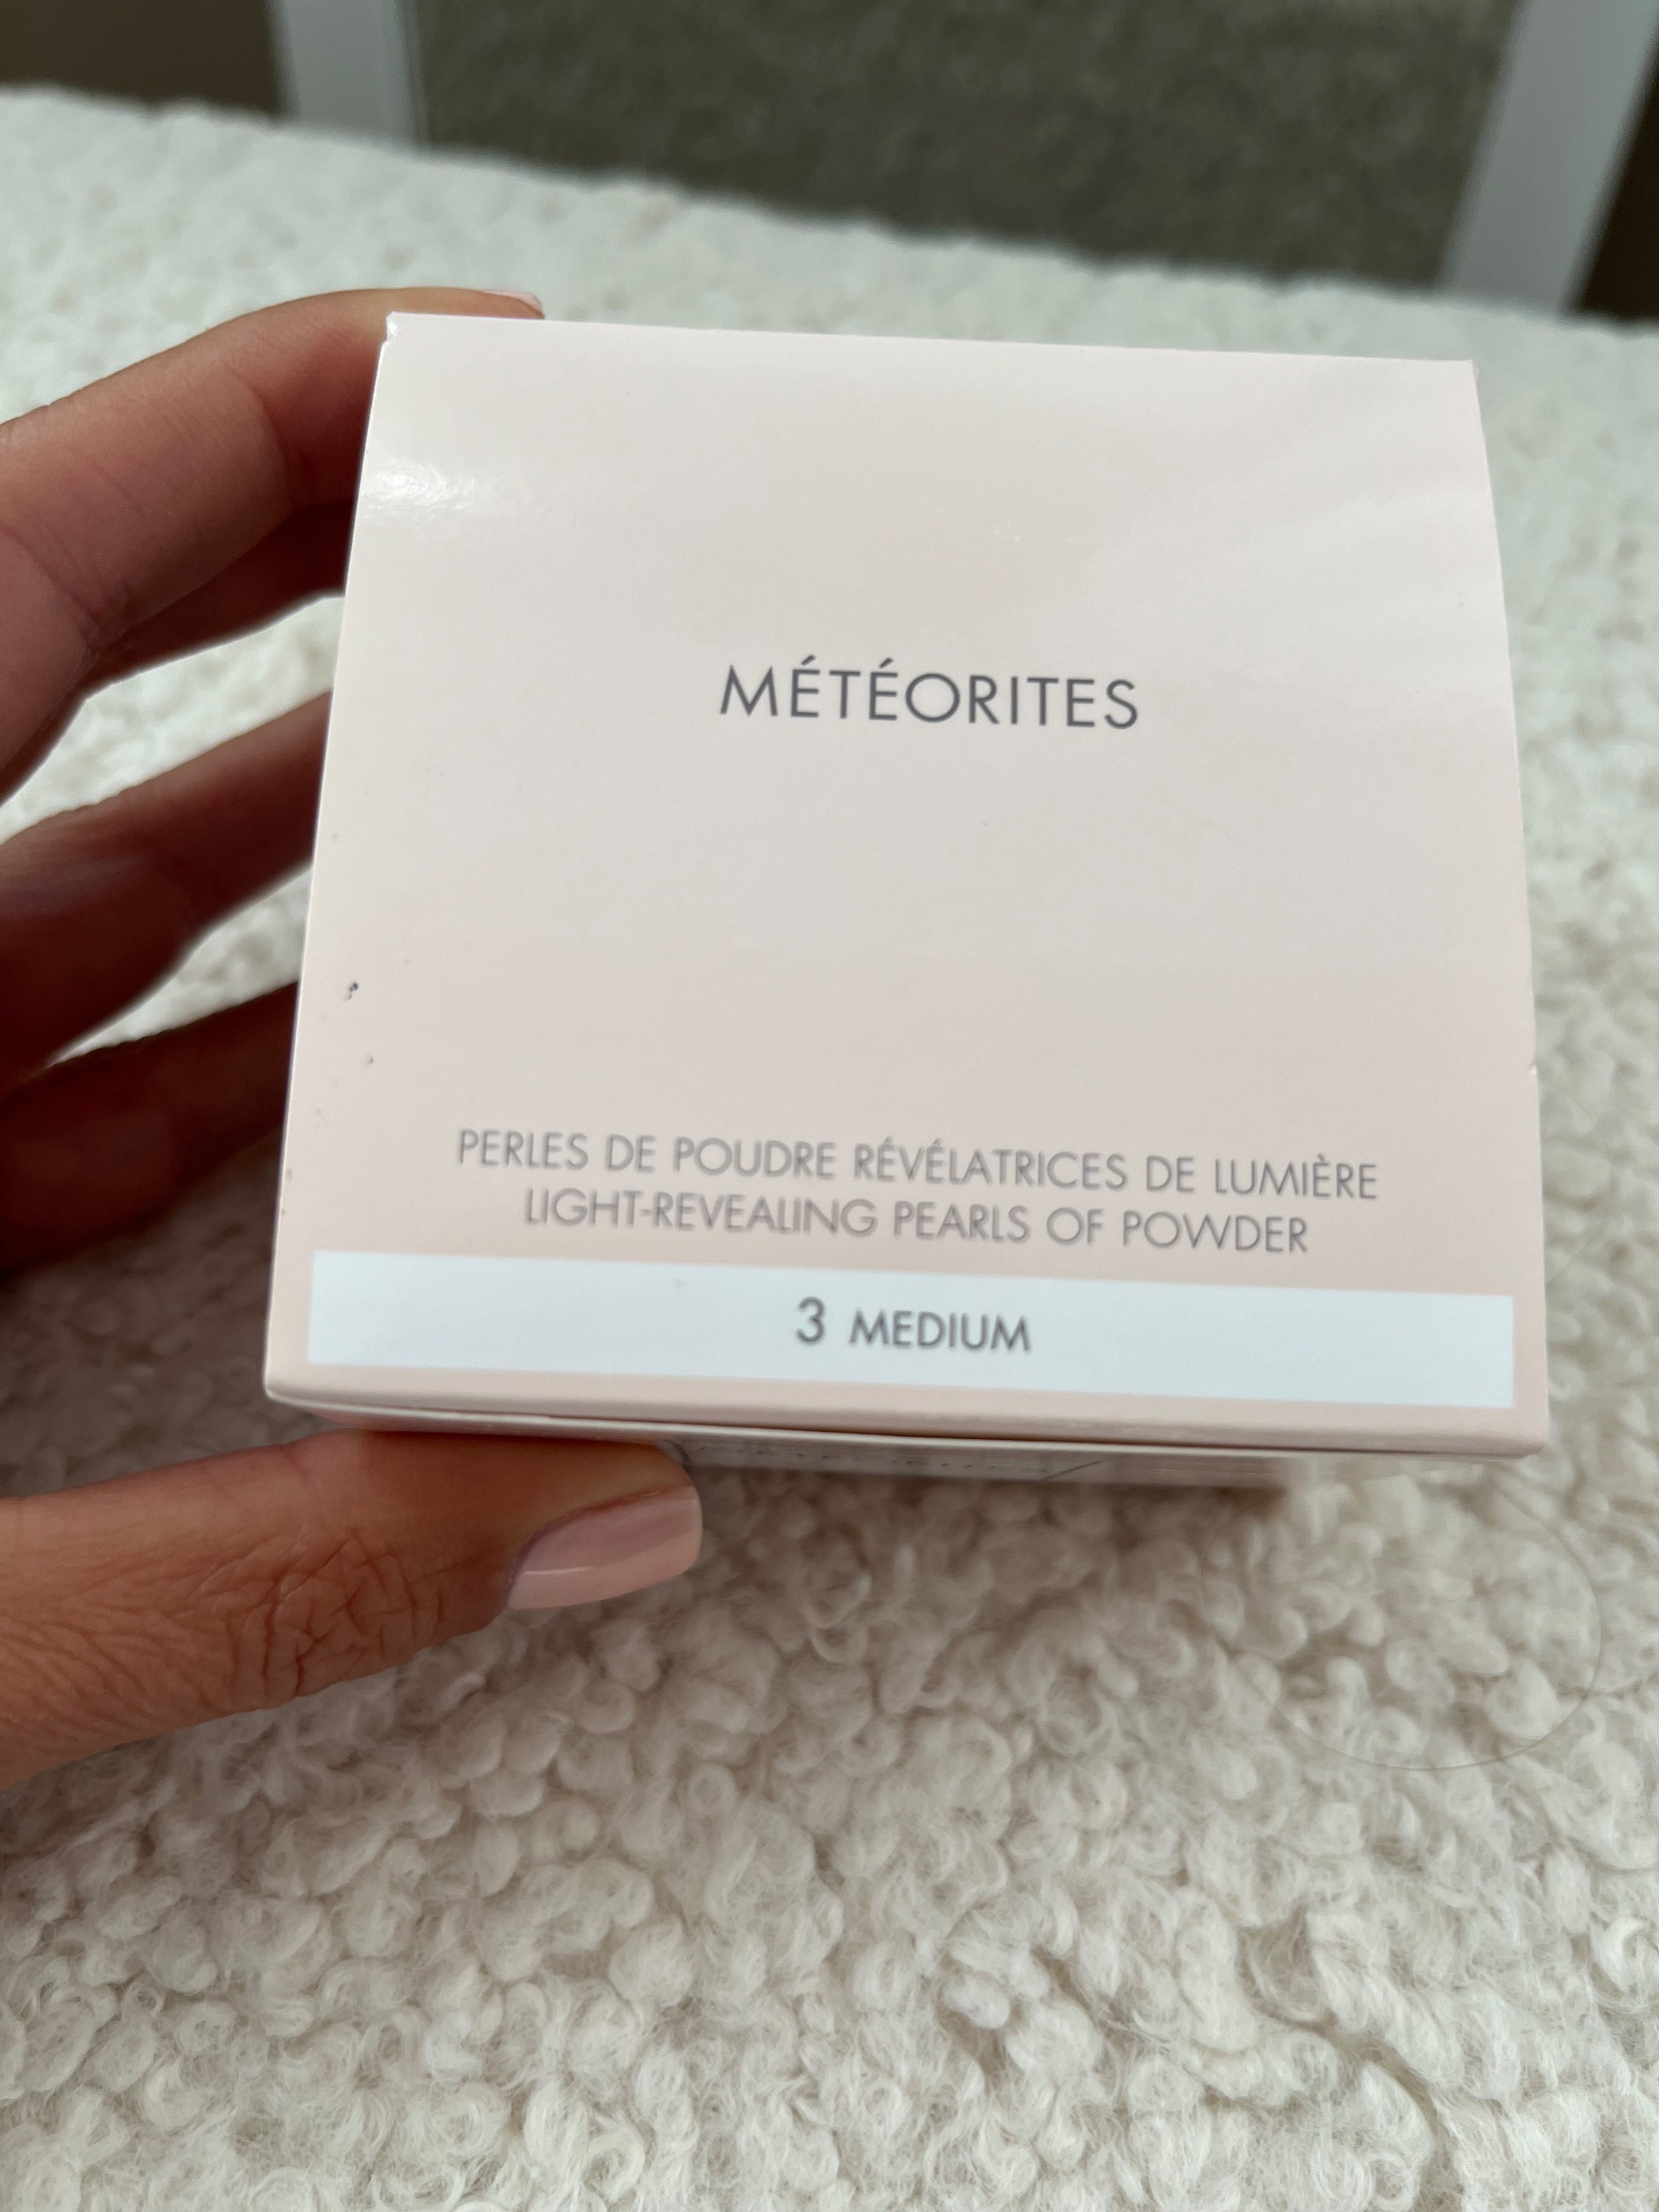 MÉTÉORITES
PERLES DE POUDRE RÉVÉLATRICES DE LUMIÈRE
LIGHT-REVEALING PEARLS OF POWDER
3 MEDIUM